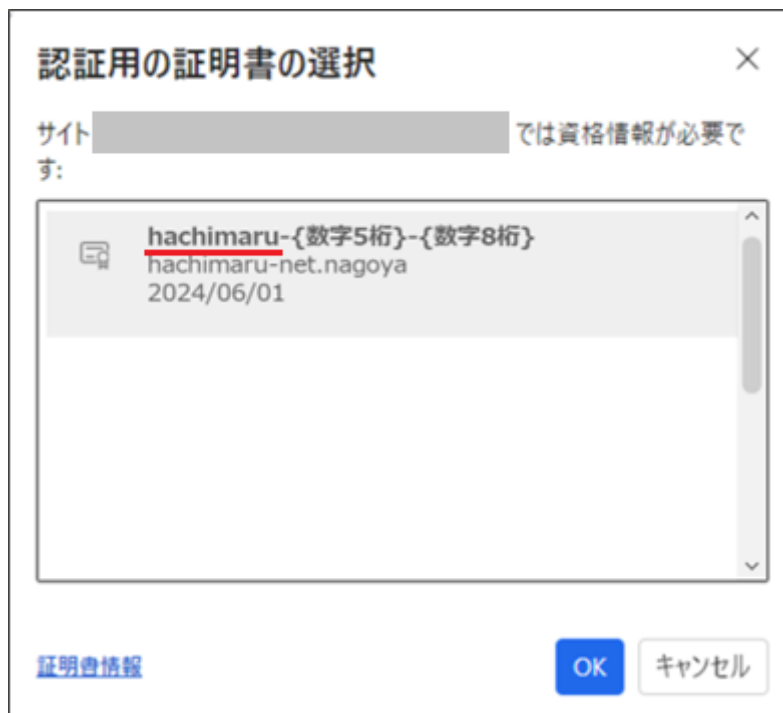 認証用の証明書の選択
サイト では資格情報が必要で
す:
hachimaru-{数字5桁}-{数字8桁}
hachimaru-net.nagoya
2024/06/01
証明書情報
OK
キャンセル